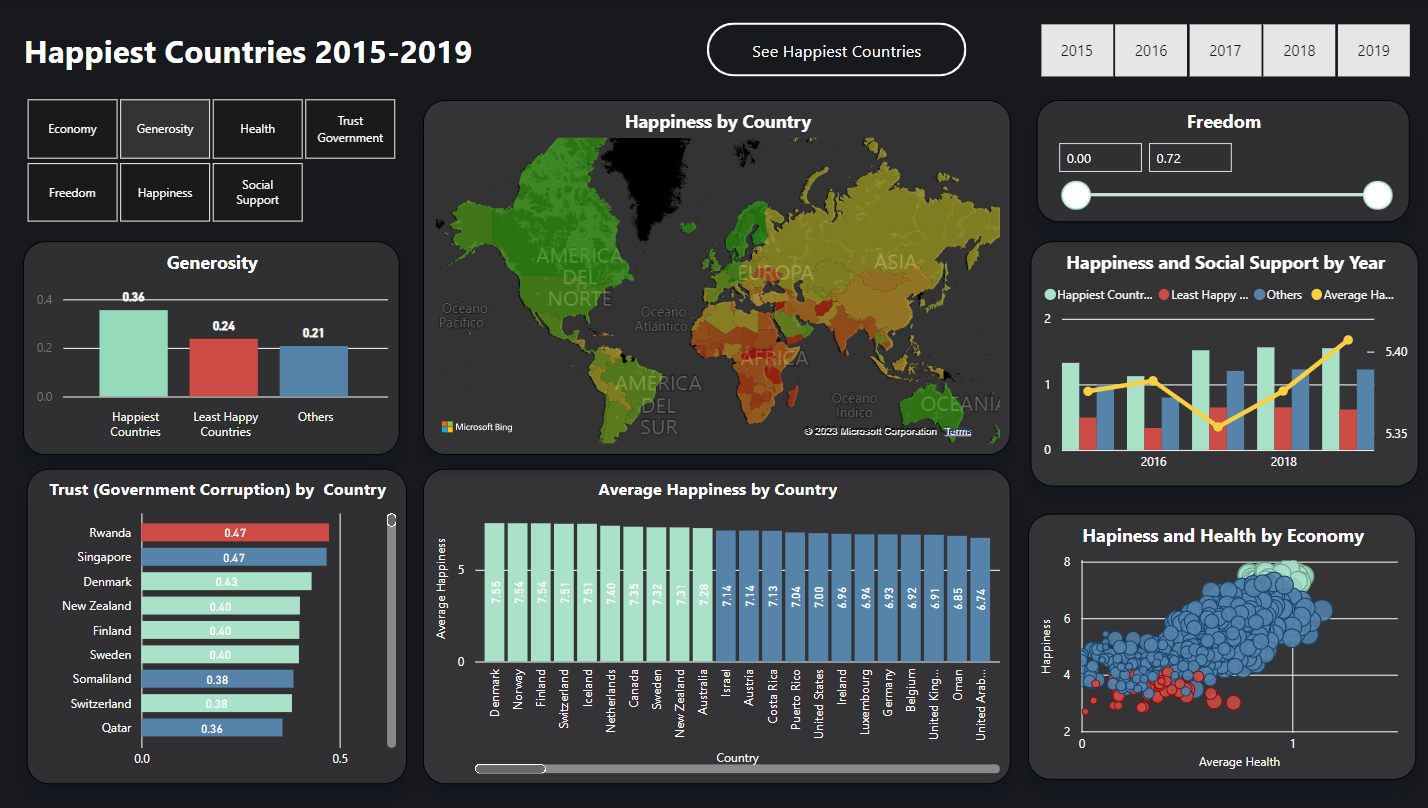 Happiest Countries 2015-2019
See Happiest Countries
2015 2016 2017 2018 2019
Economy
Generosity
Health
Trust
Government
Freedom
Happiness
Social
Support
Generosity
0.4
0.2
0.0
0.36
0.24
0.21
Happiest
Countries
Least Happy
Countries
Others
Happiness by Country
AMÉRICA
DEL
NORTE
EUROPA
ASIA
Océano
Pacífico
Océano
Atlántico
ÁFRICA
AMÉRICA
DEL
SUR
Océano
Índico
OCEANÍA
Microsoft Bing
© 2023 Microsoft Corporation Terms
Freedom
0.00
0.72
Happiness and Social Support by Year
Happiest Countr... Least Happy ... Others Average Ha...
2
1
0
5.40
5.35
2016
2018
Trust (Government Corruption) by Country
Rwanda 0.47
Singapore 0.47
Denmark 0.43
New Zealand 0.40
Finland 0.40
Sweden 0.40
Somaliland 0.38
Switzerland 0.38
Qatar 0.36
0.0
0.5
Average Happiness by Country
Average Happiness
5
0
7.55
7.54
7.54
7.51
7.51
7.40
7.35
7.32
7.31
7.28
7.14
7.14
7.13
7.04
7.00
6.96
6.94
6.93
6.92
6.91
6.85
6.74
Denmark
Norway
Finland
Switzerland
Iceland
Netherlands
Canada
Sweden
New Zealand
Australia
Israel
Austria
Costa Rica
Puerto Rico
United States
Ireland
Luxembourg
Germany
Belgium
United King...
Oman
United Arab...
Country
Hapiness and Health by Economy
Happiness
8
6
4
2
0
1
Average Health